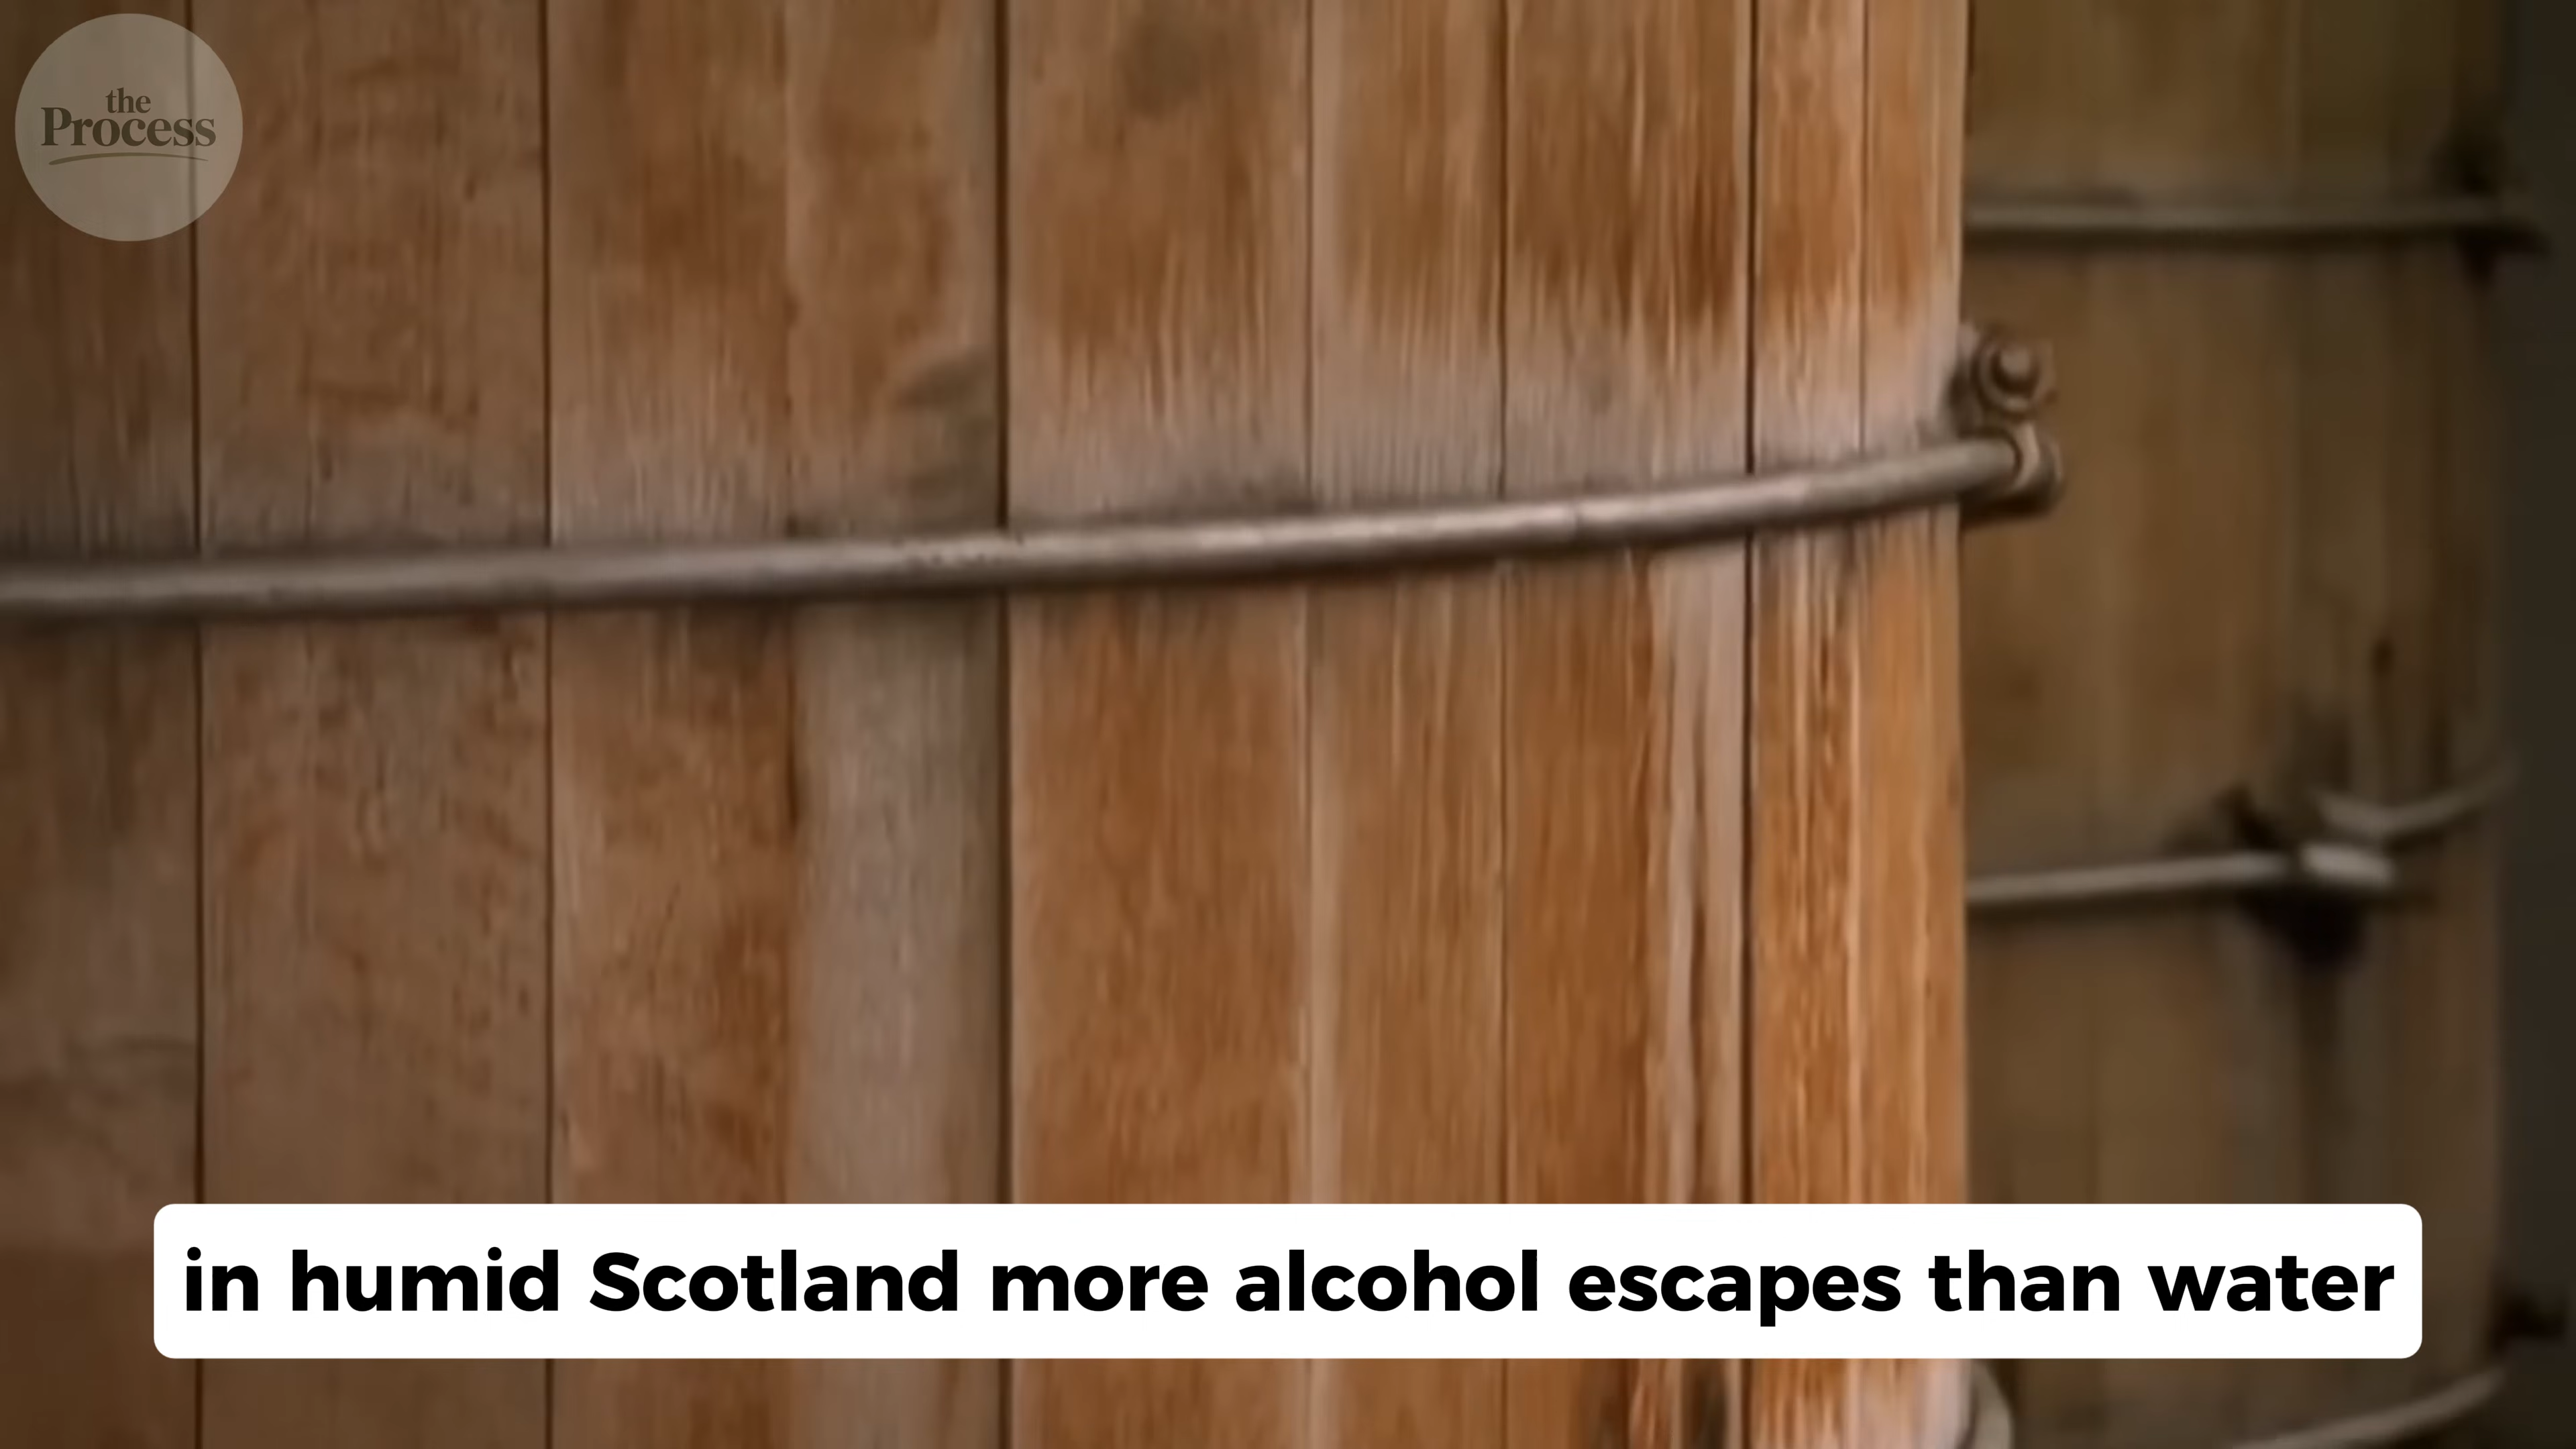 the
Process
in humid Scotland more alcohol escapes than water